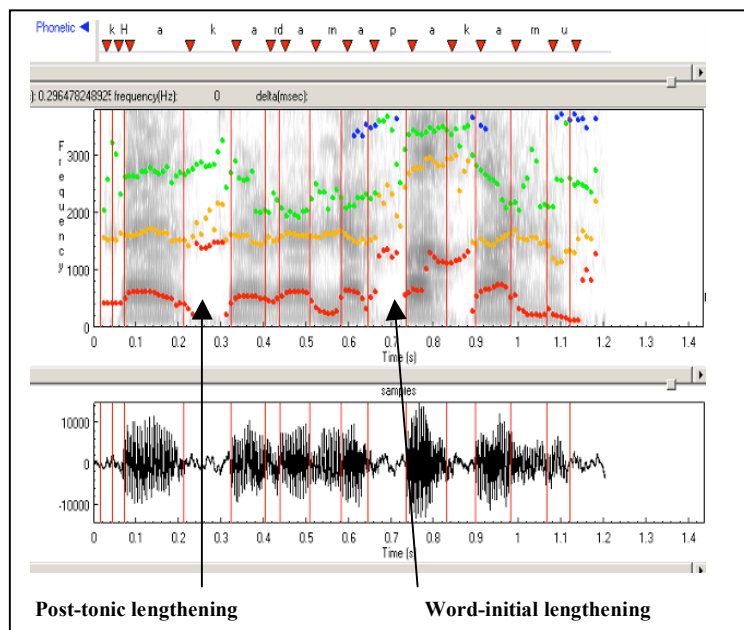 Phonetic
k H a k a rd a m a p a k a m u
): 0.296478248925 frequency(Hz): 0 delta(msec):
Frequency
3000
2000
1000
0
0 0.1 0.2 0.3 0.4 0.5 0.6 0.7 0.8 0.9 1 1.1 1.2 1.3 1.4
Time (s)
samples
10000
0
-10000
0 0.1 0.2 0.3 0.4 0.5 0.6 0.7 0.8 0.9 1 1.1 1.2 1.3 1.4
Time (s)
Post-tonic lengthening Word-initial lengthening